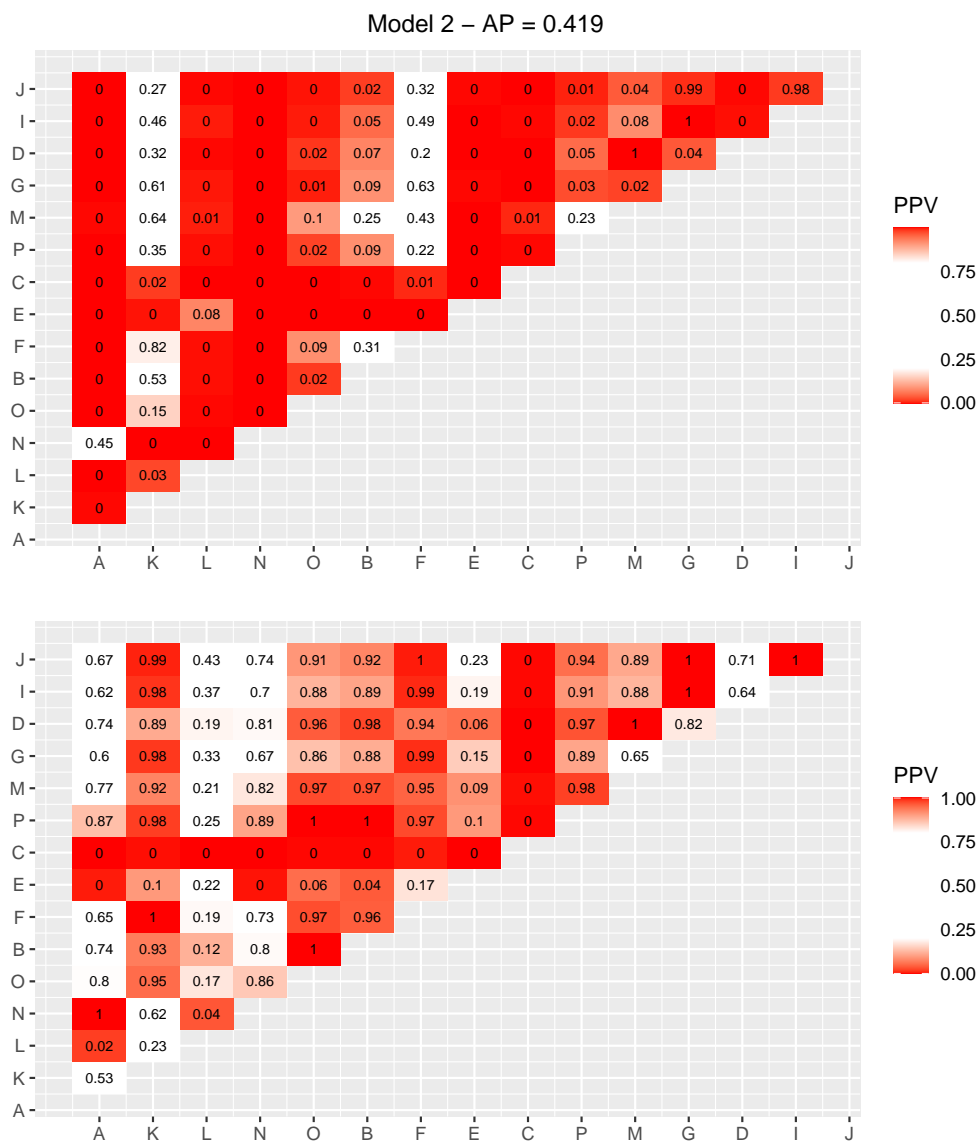 Model 2 − AP = 0.419
J 0 0.27 0 0 0 0.02 0.32 0 0 0.01 0.04 0.99 0 0.98
I 0 0.46 0 0 0 0.05 0.49 0 0 0.02 0.08 1 0
D 0 0.32 0 0 0.02 0.07 0.2 0 0 0.05 1 0.04
G 0 0.61 0 0 0.01 0.09 0.63 0 0 0.03 0.02
M 0 0.64 0.01 0 0.1 0.25 0.43 0 0.01 0.23
P 0 0.35 0 0 0.02 0.09 0.22 0 0
C 0 0.02 0 0 0 0 0.01 0
E 0 0 0.08 0 0 0 0
F 0 0.82 0 0 0.09 0.31
B 0 0.53 0 0 0.02
O 0 0.15 0 0
N 0.45 0 0
L 0 0.03
K 0
A
A K L N O B F E C P M G D I J
PPV
0.75
0.50
0.25
0.00
J 0.67 0.99 0.43 0.74 0.91 0.92 1 0.23 0 0.94 0.89 1 0.71 1
I 0.62 0.98 0.37 0.7 0.88 0.89 0.99 0.19 0 0.91 0.88 1 0.64
D 0.74 0.89 0.19 0.81 0.96 0.98 0.94 0.06 0 0.97 1 0.82
G 0.6 0.98 0.33 0.67 0.86 0.88 0.99 0.15 0 0.89 0.65
M 0.77 0.92 0.21 0.82 0.97 0.97 0.95 0.09 0 0.98
P 0.87 0.98 0.25 0.89 1 1 0.97 0.1 0
C 0 0 0 0 0 0 0 0
E 0 0.1 0.22 0 0.06 0.04 0.17
F 0.65 1 0.19 0.73 0.97 0.96
B 0.74 0.93 0.12 0.8 1
O 0.8 0.95 0.17 0.86
N 1 0.62 0.04
L 0.02 0.23
K 0.53
A
A K L N O B F E C P M G D I J
PPV
1.00
0.75
0.50
0.25
0.00